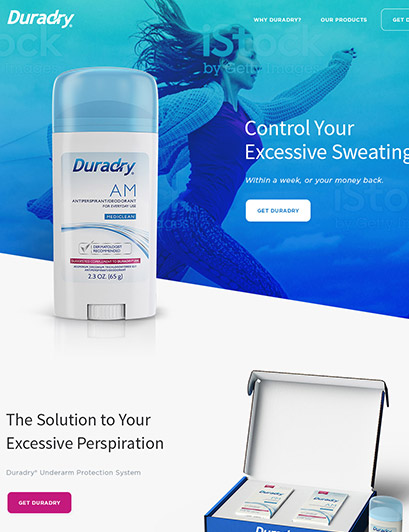 Duradry.
WHY DURADRY?
OUR PRODUCTS
GET D
iStock
by Getty Images
Control Your
Excessive Sweating
Within a week, or your money back.
GET DURADRY
Duradry.
AM
ANTIPERSPIRANT/DEODORANT
FOR EVERYDAY USE
MEDICLEAN
DERMATOLOGIST
RECOMMENDED
2.3 OZ. (65 g)
The Solution to Your
Excessive Perspiration
Duradry® Underarm Protection System
GET DURADRY
Duradry
Duradry